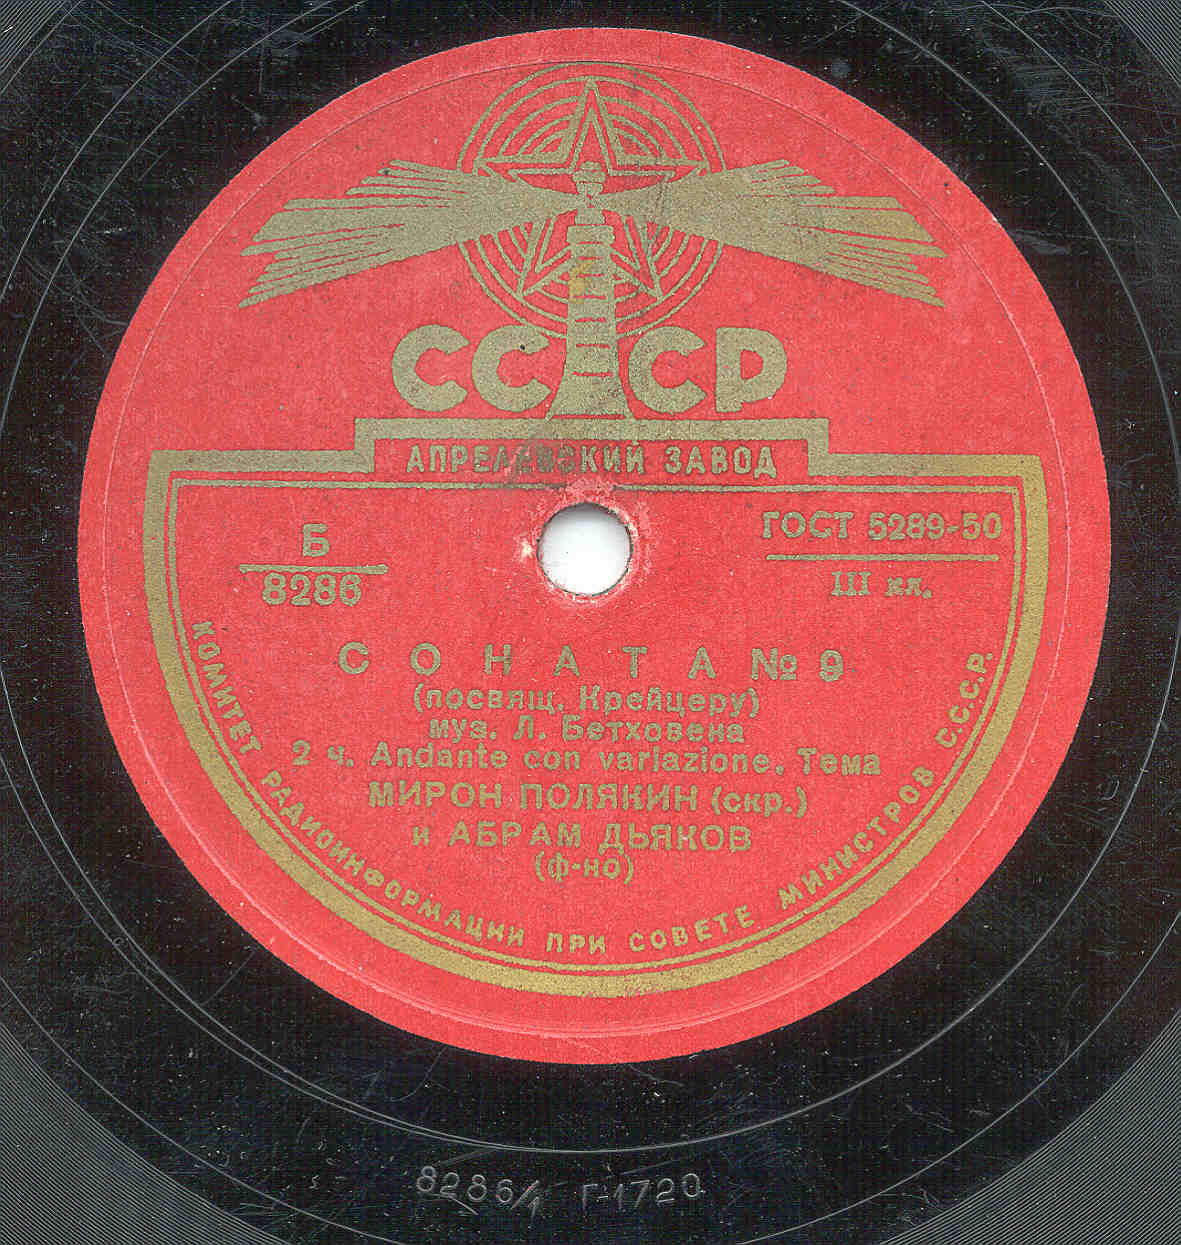 СССР
АПРЕЛЕВСКИЙ ЗАВОД
Б
8286
ГОСТ 5289-50
III кл.
СОНАТА № 9
(посвящ. Крейцеру)
муз. Л. Бетховена
2 ч. Andante con variazione. Тема
МИРОН ПОЛЯКИН (скр.)
и АБРАМ ДЬЯКОВ
(ф-но)
КОМИТЕТ РАДИОИНФОРМАЦИИ ПРИ СОВЕТЕ МИНИСТРОВ С.С.С.Р.
8286/1 Г-1720